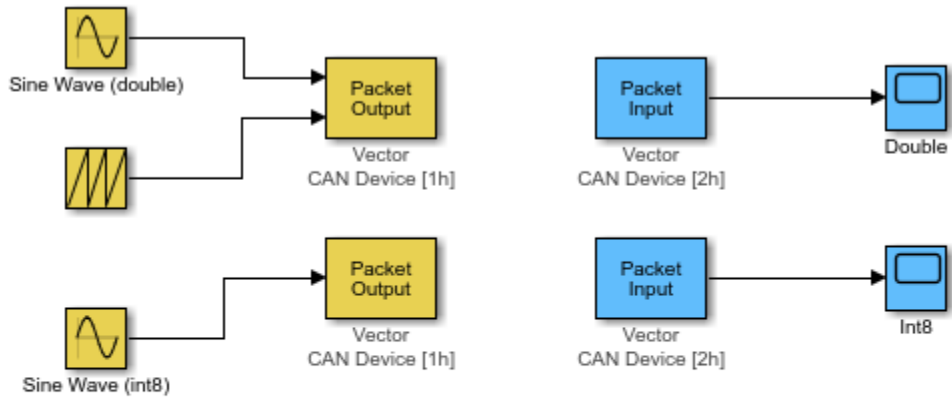 Sine Wave (double)
Packet
Output
Vector
CAN Device [1h]
Packet
Input
Vector
CAN Device [2h]
Double
Sine Wave (int8)
Packet
Output
Vector
CAN Device [1h]
Packet
Input
Vector
CAN Device [2h]
Int8